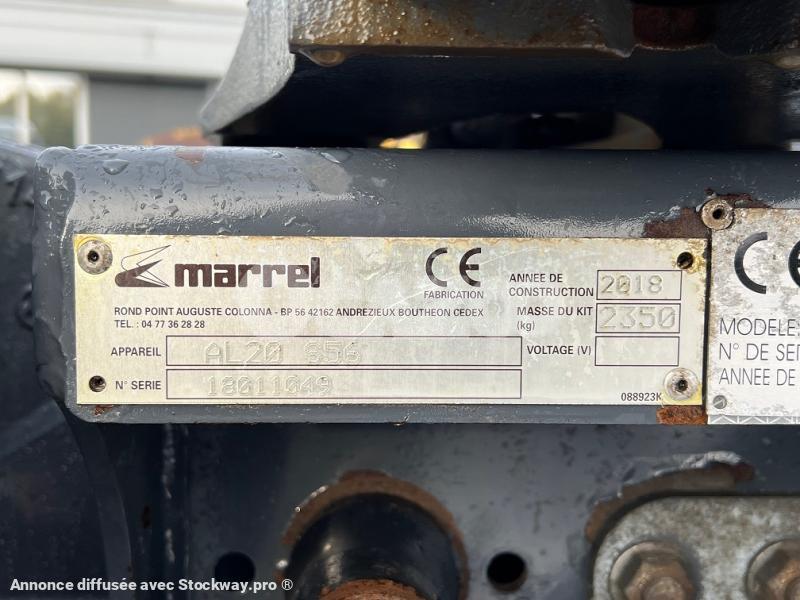 marrel
CE
FABRICATION
ANNEE DE CONSTRUCTION 2018
MASSE DU KIT (kg) 2350
ROND POINT AUGUSTE COLONNA - BP 56 42162 ANDREZIEUX BOUTHEON CEDEX
TEL. : 04 77 36 28 28
APPAREIL AL20 S56
VOLTAGE (V)
N° SERIE 18011049
088923K
MODELE
N° DE SER
ANNEE DE
Annonce diffusée avec Stockway.pro ®